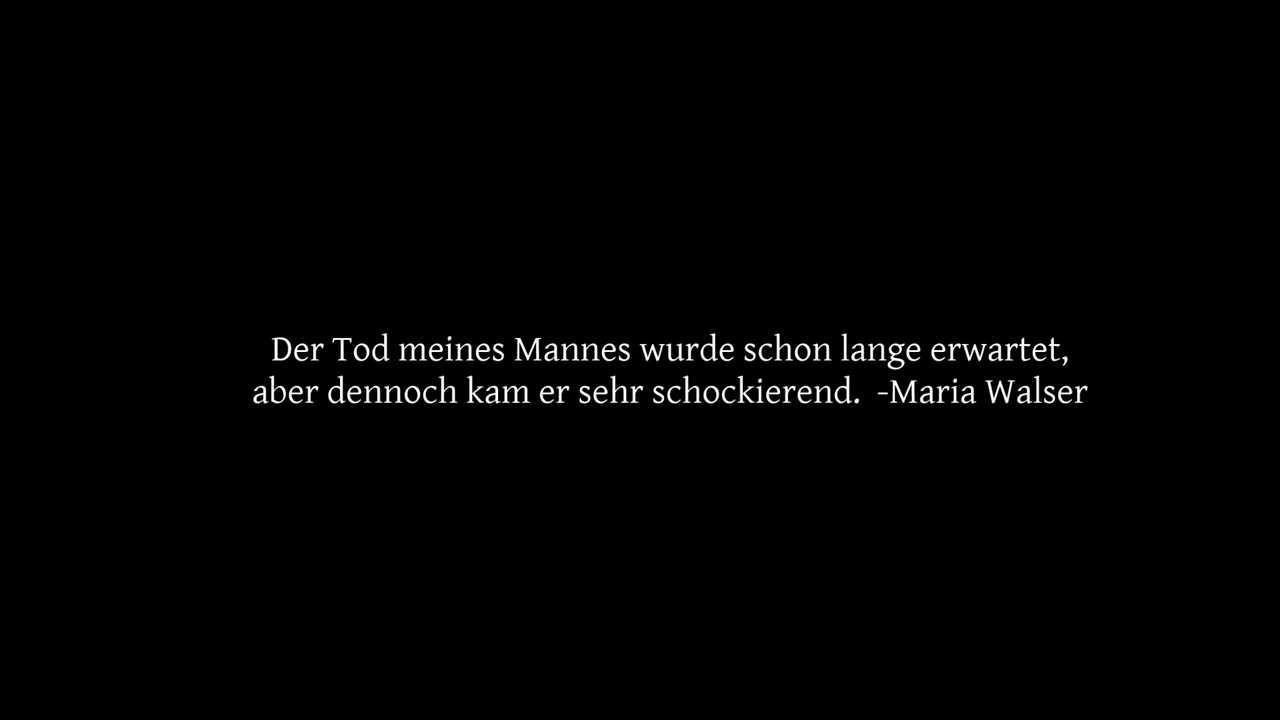 Der Tod meines Mannes wurde schon lange erwartet,
aber dennoch kam er sehr schockierend.  -Maria Walser